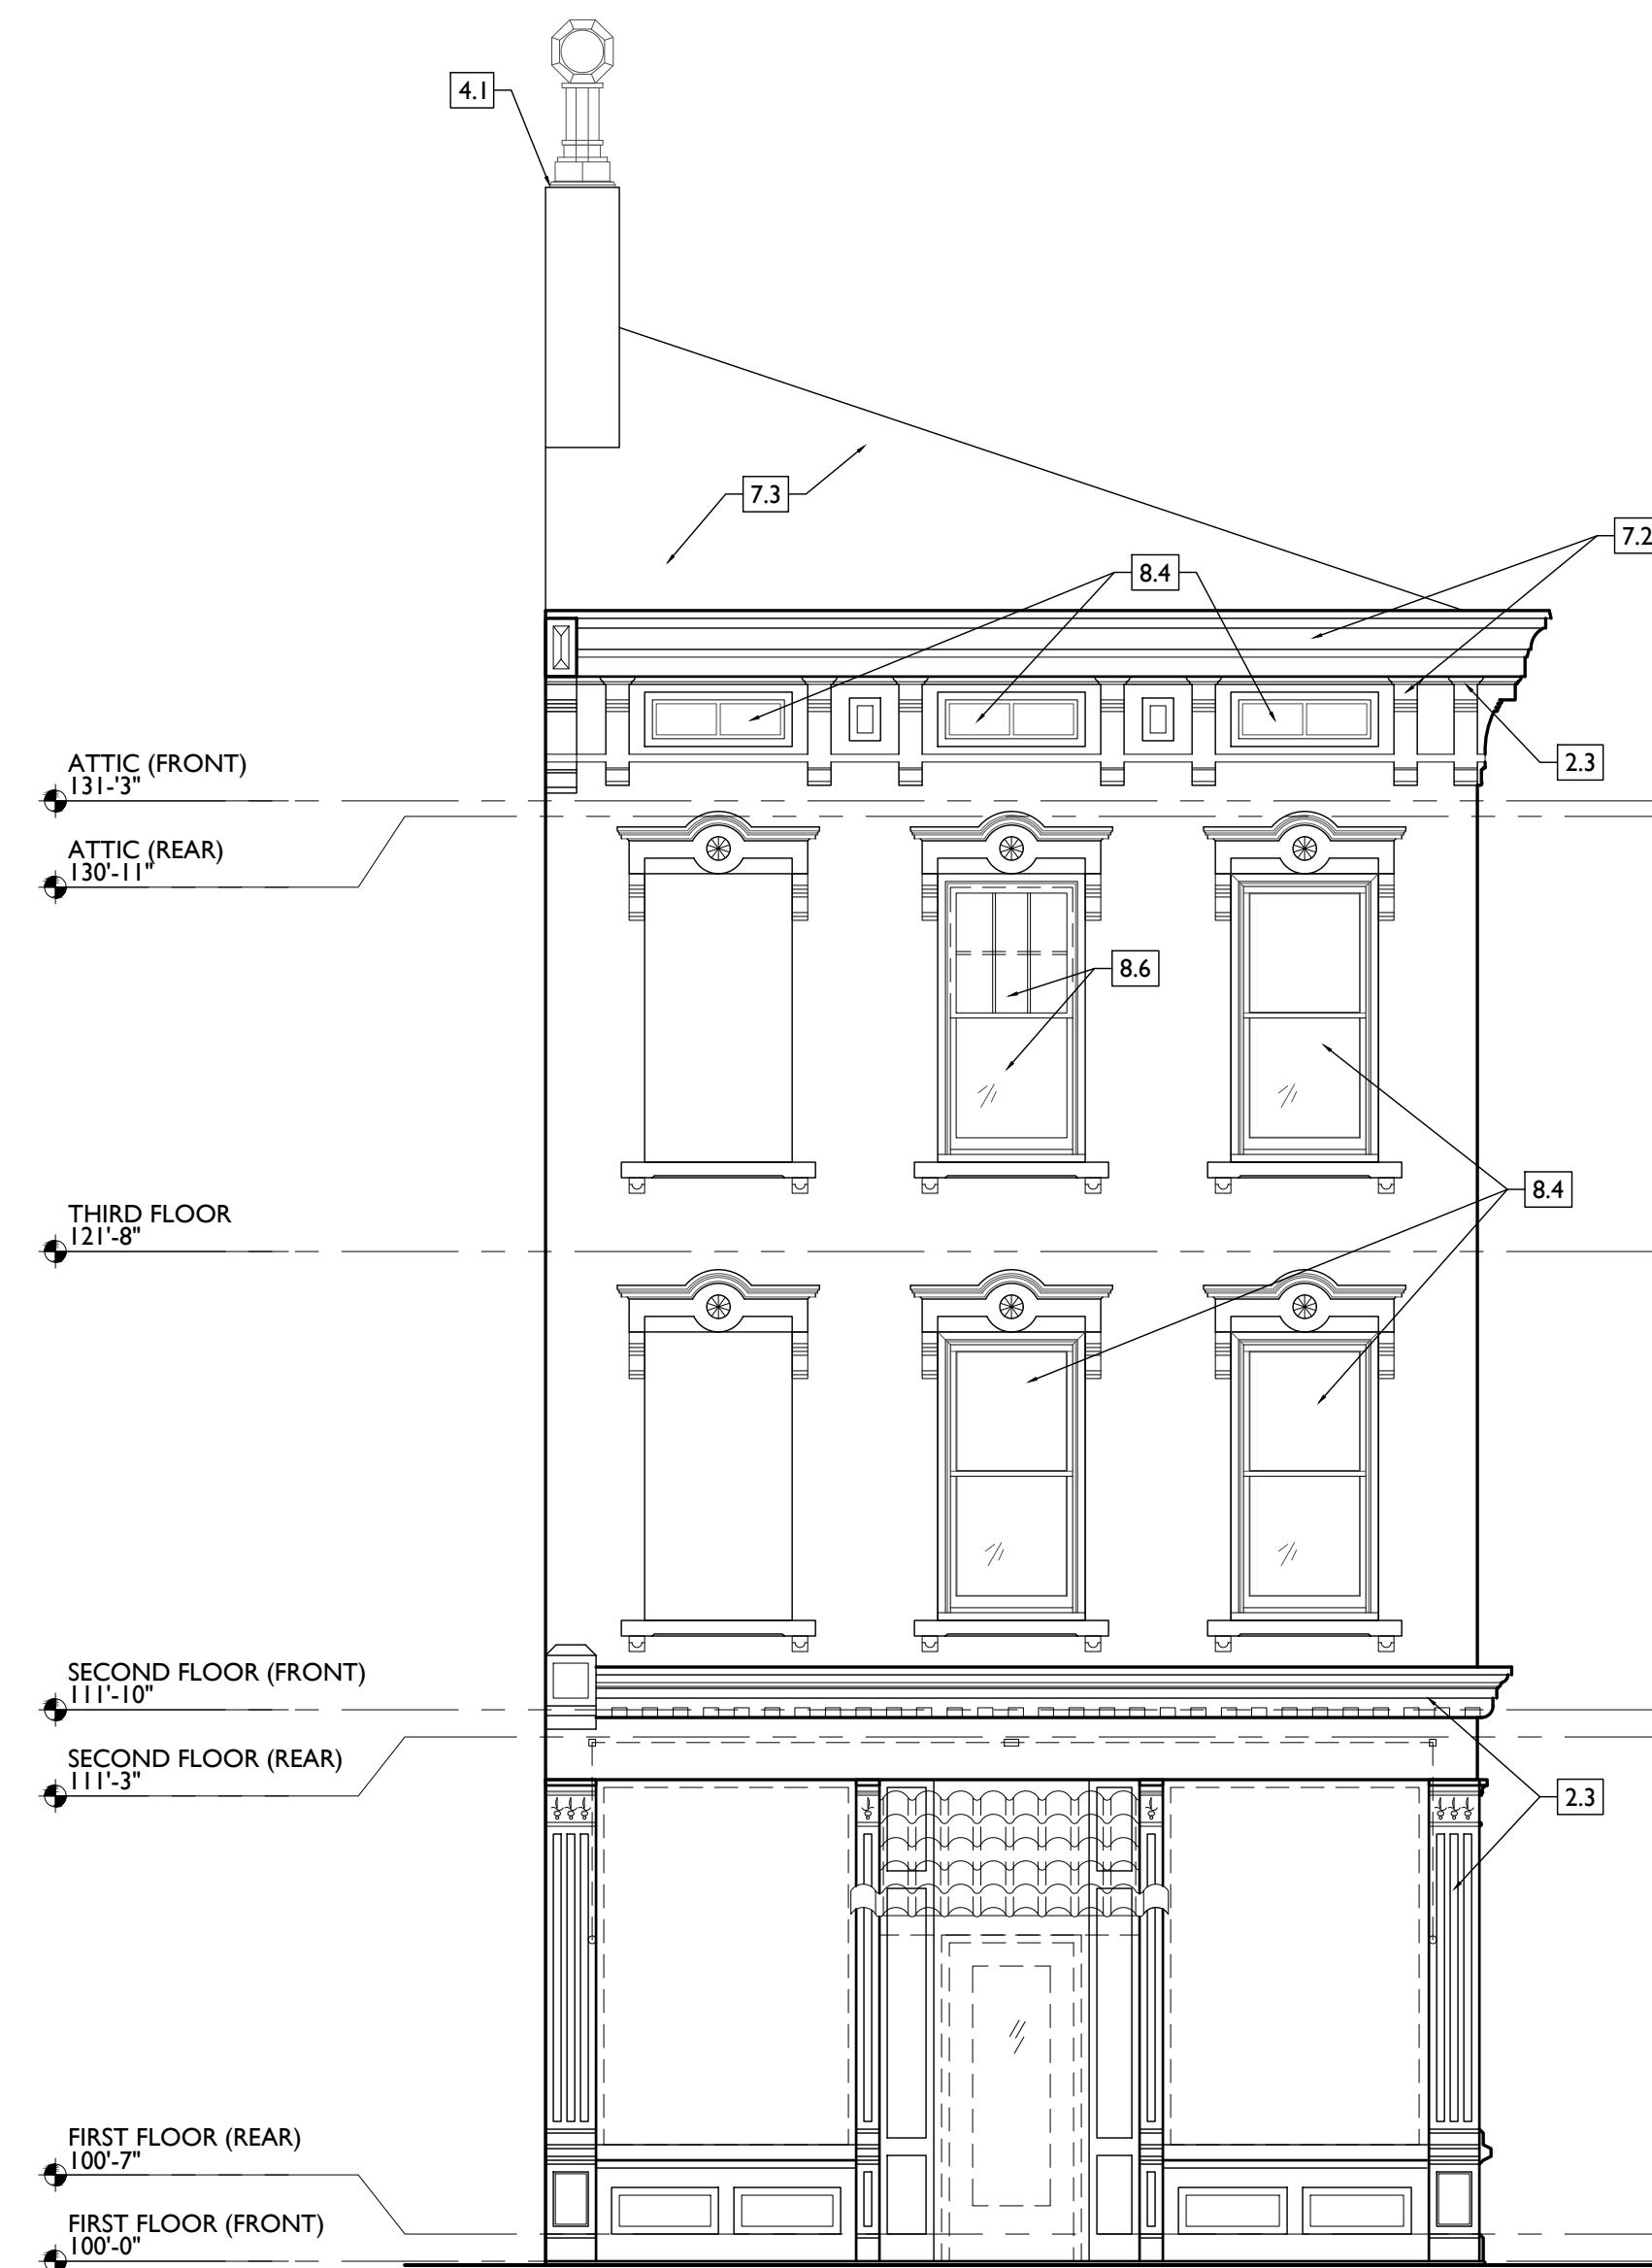 4.1
7.3
7.2
8.4
2.3
ATTIC (FRONT)
131-'3"
ATTIC (REAR)
130'-11"
8.6
8.4
THIRD FLOOR
121'-8"
SECOND FLOOR (FRONT)
111'-10"
SECOND FLOOR (REAR)
111'-3"
2.3
FIRST FLOOR (REAR)
100'-7"
FIRST FLOOR (FRONT)
100'-0"